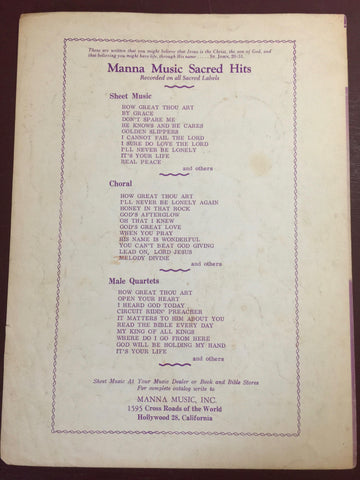 These are written that you might believe that Jesus is the Christ, the son of God, and
that believing you might have life, through his name ..... St. John, 20-31.
Manna Music Sacred Hits
Recorded on all Sacred Labels
Sheet Music
HOW GREAT THOU ART
BY GRACE
DON'T SPARE ME
HE KNOWS AND HE CARES
GOLDEN SLIPPERS
I CANNOT FAIL THE LORD
I SURE DO LOVE THE LORD
I'LL NEVER BE LONELY
IT'S YOUR LIFE
REAL PEACE
and others
Choral
HOW GREAT THOU ART
I'LL NEVER BE LONELY AGAIN
HONEY IN THAT ROCK
GOD'S AFTERGLOW
OH THAT I KNEW
GOD'S GREAT LOVE
WHEN YOU PRAY
HIS NAME IS WONDERFUL
YOU CAN'T BEAT GOD GIVING
LEAD ON, LORD JESUS
MELODY DIVINE
and others
Male Quartets
HOW GREAT THOU ART
OPEN YOUR HEART
I HEARD GOD TODAY
CIRCUIT RIDIN' PREACHER
IT MATTERS TO HIM ABOUT YOU
READ THE BIBLE EVERY DAY
MY KING OF ALL KINGS
WHERE DO I GO FROM HERE
GOD WILL BE HOLDING MY HAND
IT'S YOUR LIFE
and others
Sheet Music At Your Music Dealer or Book and Bible Stores
For complete catalog write to
MANNA MUSIC, INC.
1595 Cross Roads of the World
Hollywood 28, California